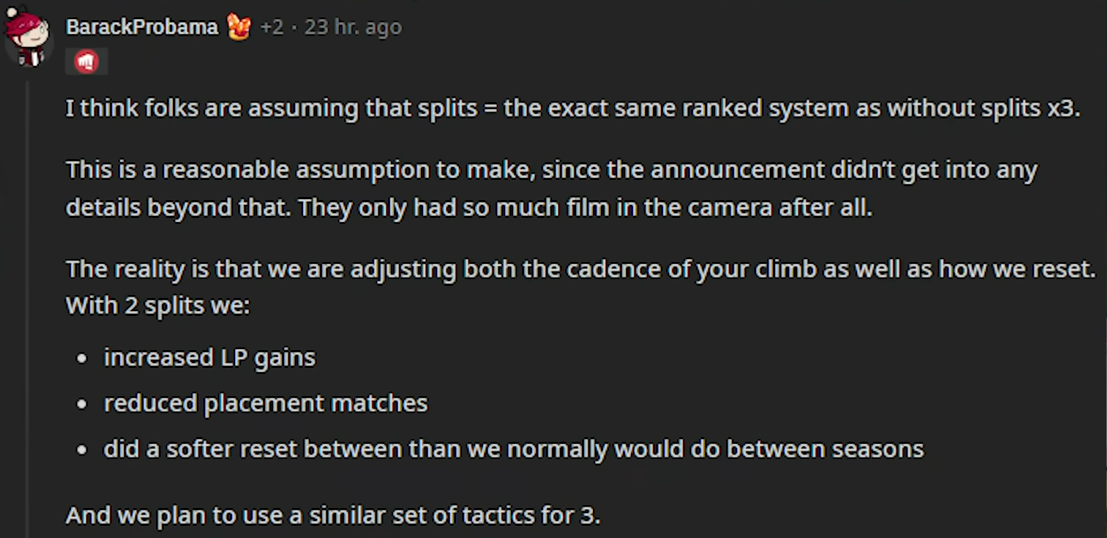 BarackProbama +2 · 23 hr. ago
I think folks are assuming that splits = the exact same ranked system as without splits x3.
This is a reasonable assumption to make, since the announcement didn’t get into any
details beyond that. They only had so much film in the camera after all.
The reality is that we are adjusting both the cadence of your climb as well as how we reset.
With 2 splits we:
• increased LP gains
• reduced placement matches
• did a softer reset between than we normally would do between seasons
And we plan to use a similar set of tactics for 3.